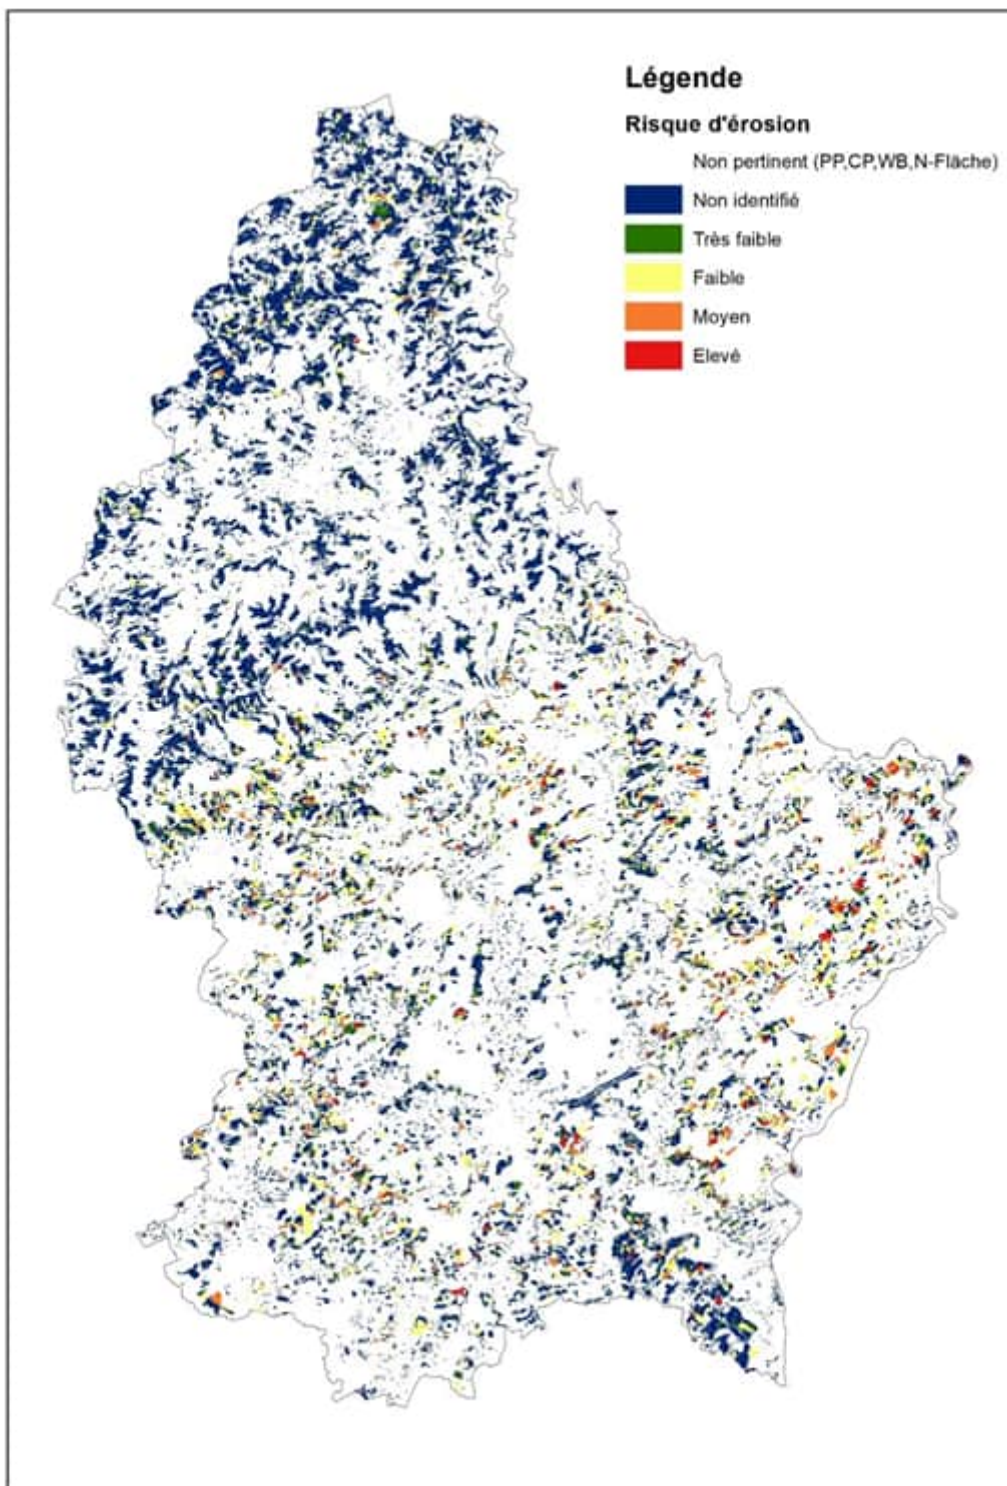 Légende
Risque d'érosion
Non pertinent (PP,CP,WB,N-Fläche)
Non identifié
Très faible
Faible
Moyen
Elevé